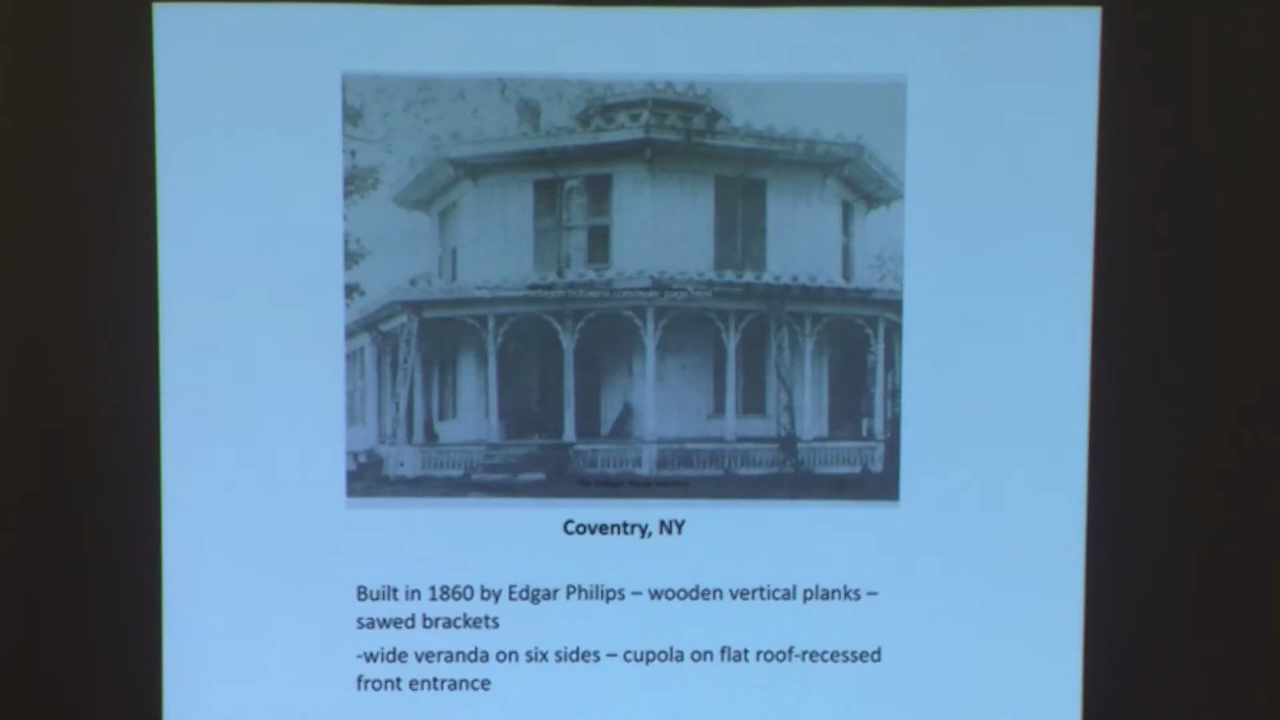 Coventry, NY
Built in 1860 by Edgar Philips – wooden vertical planks –
sawed brackets
-wide veranda on six sides – cupola on flat roof-recessed
front entrance